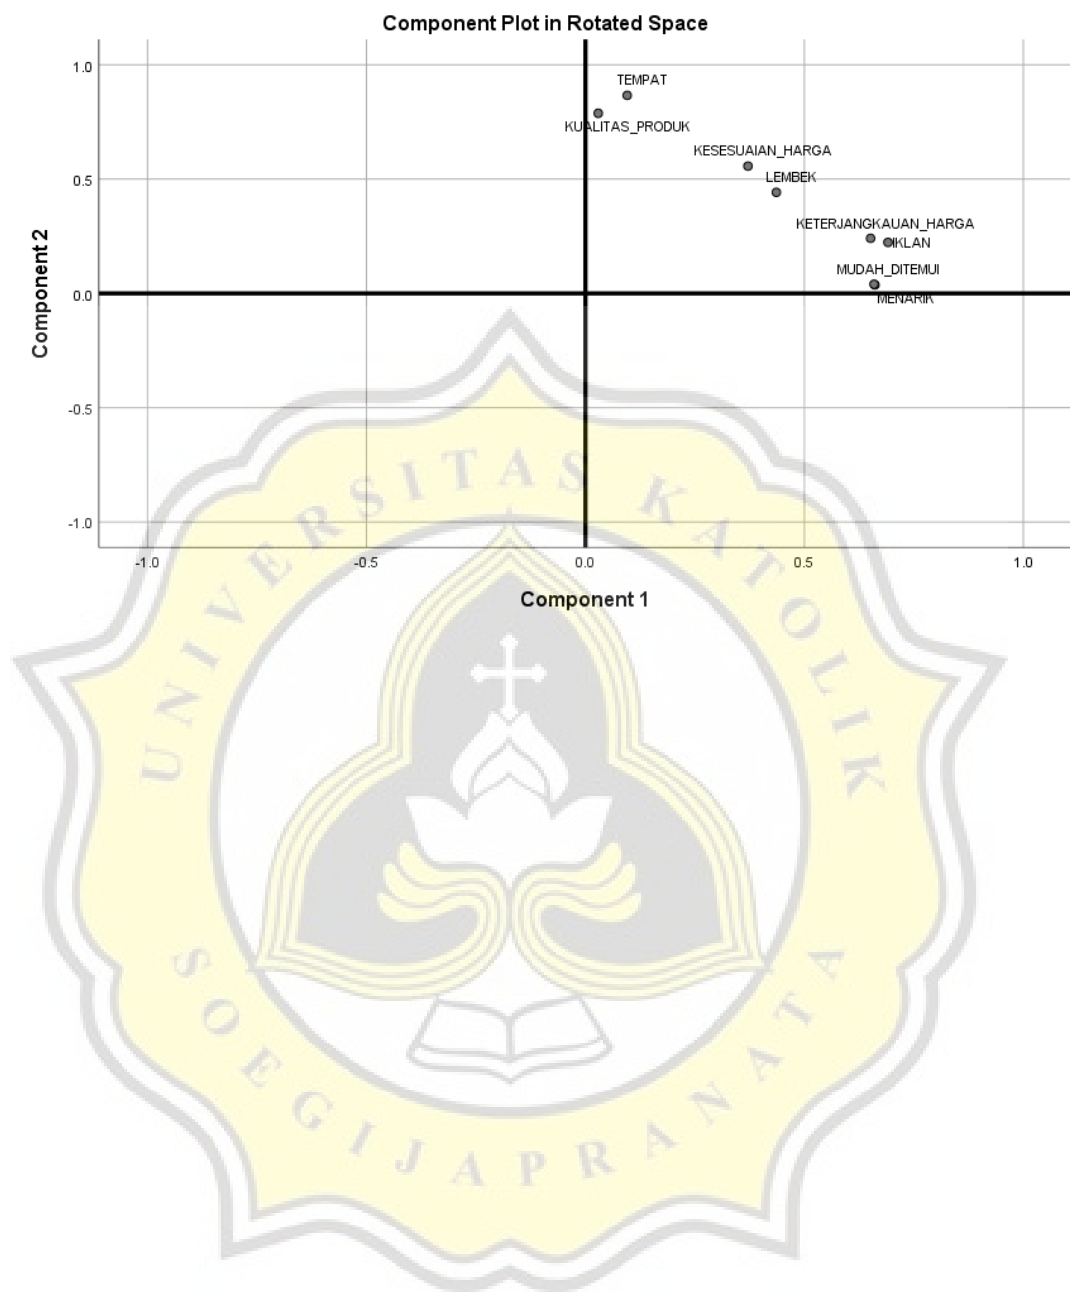 Component Plot in Rotated Space
1.0
TEMPAT
KUALITAS_PRODUK
KESESUAIAN_HARGA
0.5
LEMBEK
KETERJANGKAUAN_HARGA
IKLAN
MUDAH_DITEMUI
0.0
MENARIK
Component 2
-0.5
-1.0
-1.0 -0.5 0.0 0.5 1.0
Component 1
UNIVERSITAS KATOLIK
SOEGIJAPRANATA